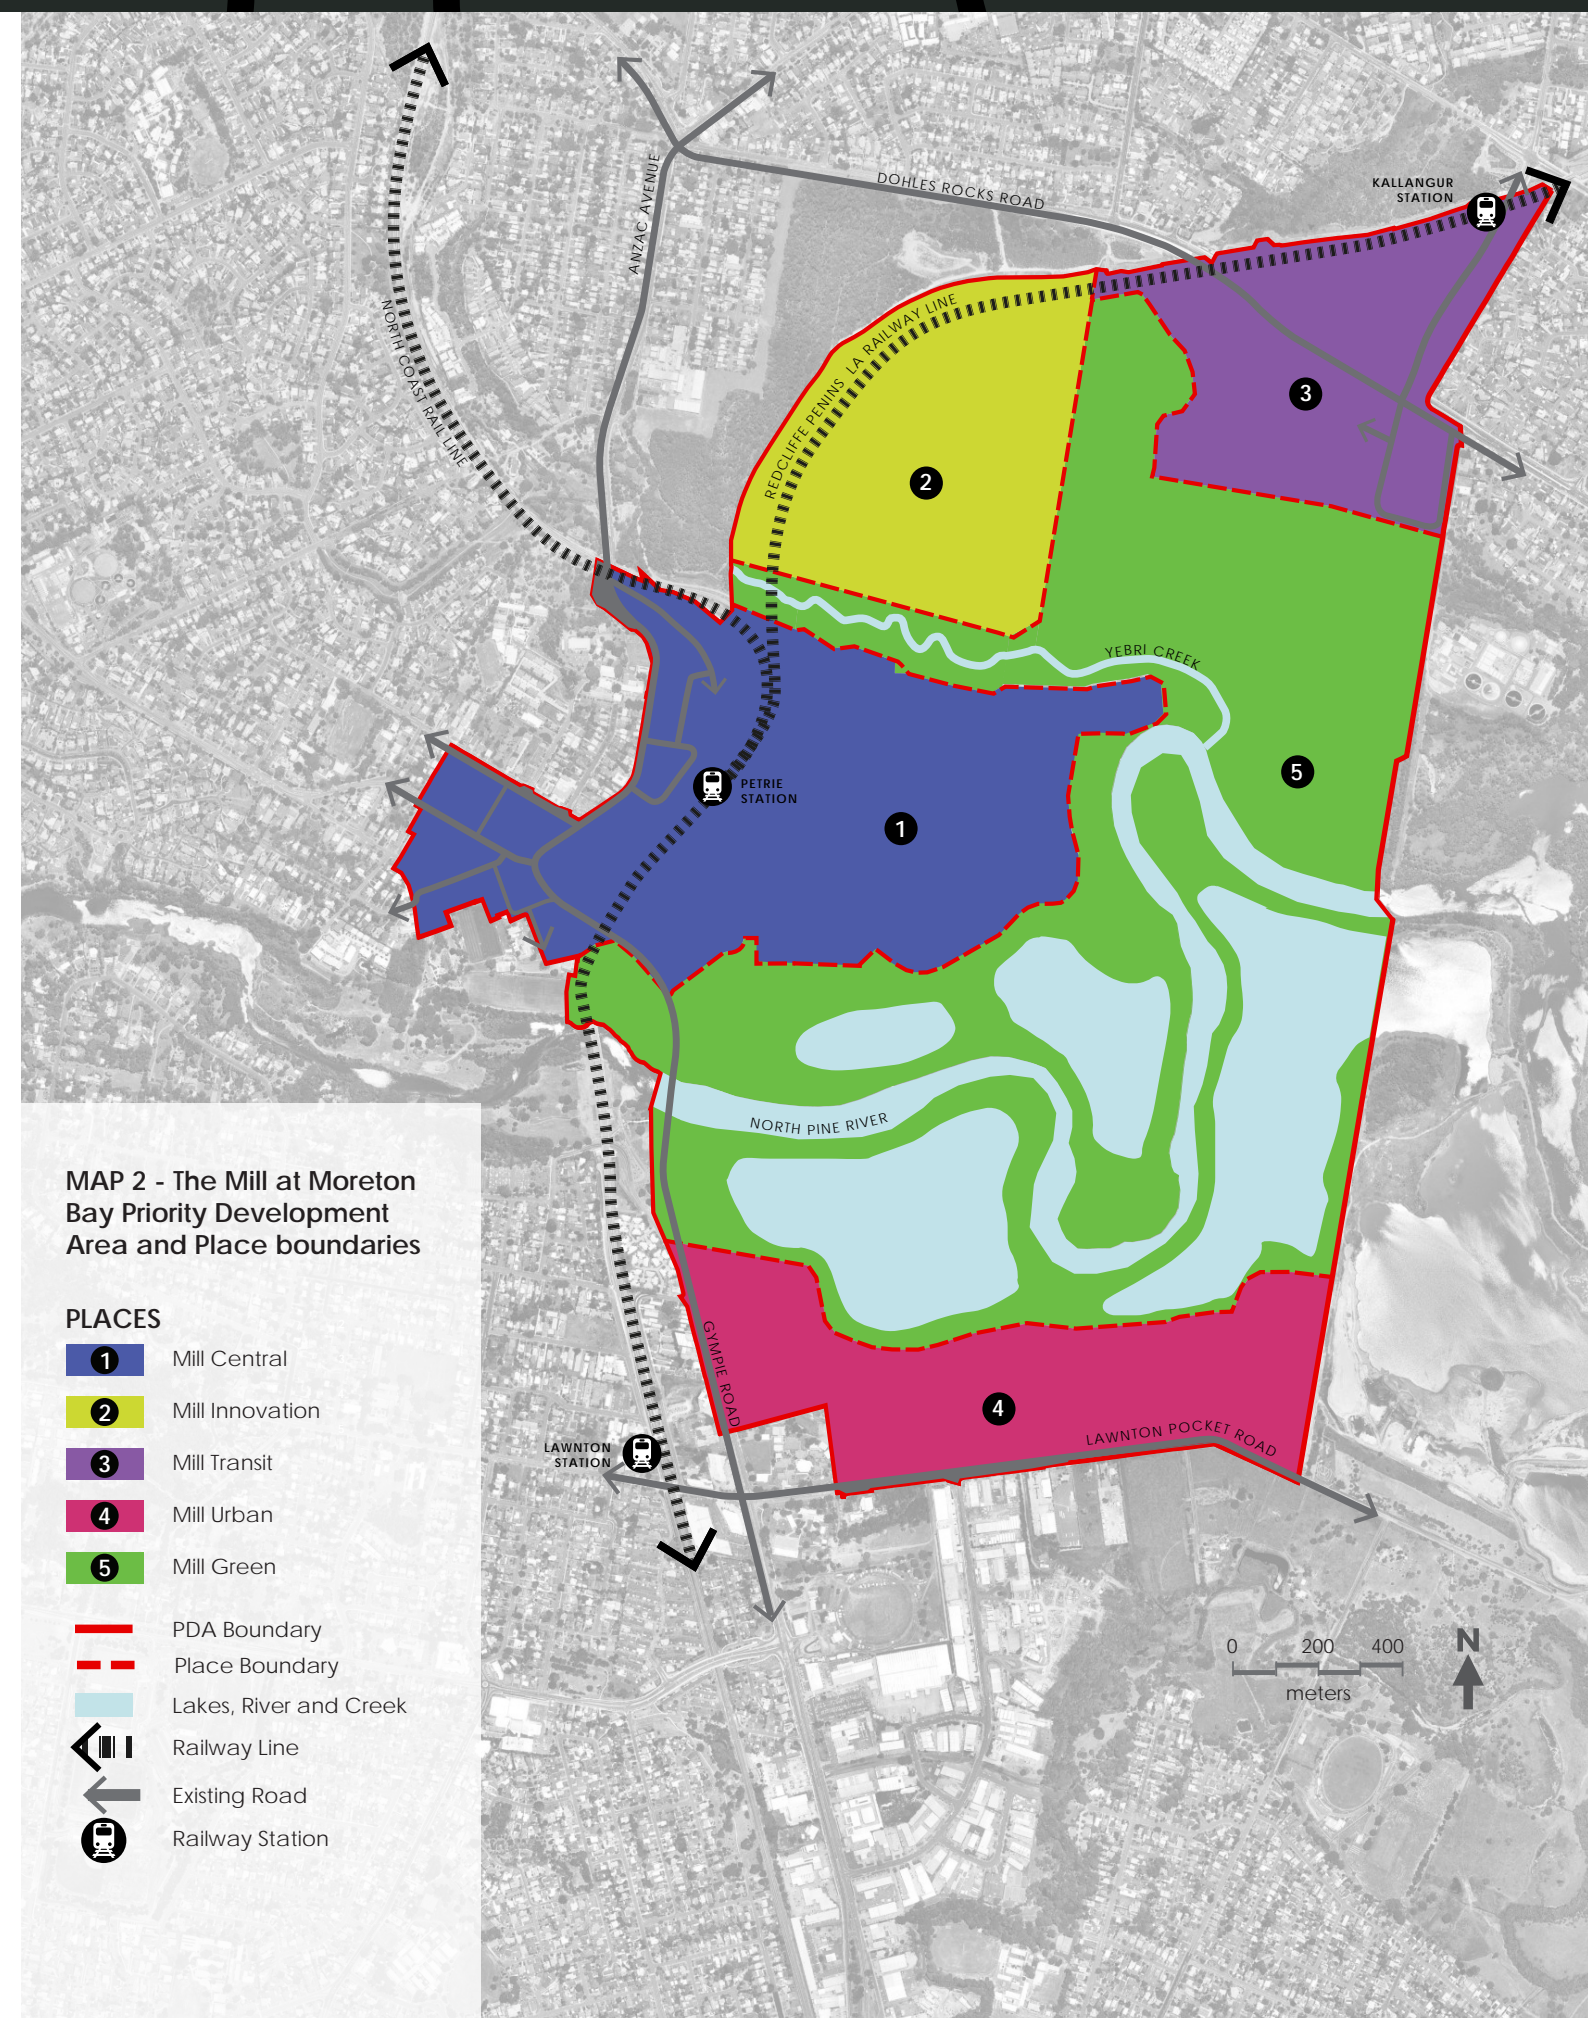 KALLANGUR
STATION
DOHLES ROCKS ROAD
ANZAC AVENUE
NORTH COAST RAIL LINE
REDCLIFFE PENINS LA RAILWAY LINE
3
2
YEBRI CREEK
5
PETRIE
STATION
1
NORTH PINE RIVER
GYMPIE ROAD
4
LAWNTON POCKET ROAD
LAWNTON
STATION
MAP 2 - The Mill at Moreton
Bay Priority Development
Area and Place boundaries
PLACES
1 Mill Central
2 Mill Innovation
3 Mill Transit
4 Mill Urban
5 Mill Green
PDA Boundary
Place Boundary
Lakes, River and Creek
Railway Line
Existing Road
Railway Station
0 200 400
meters
N